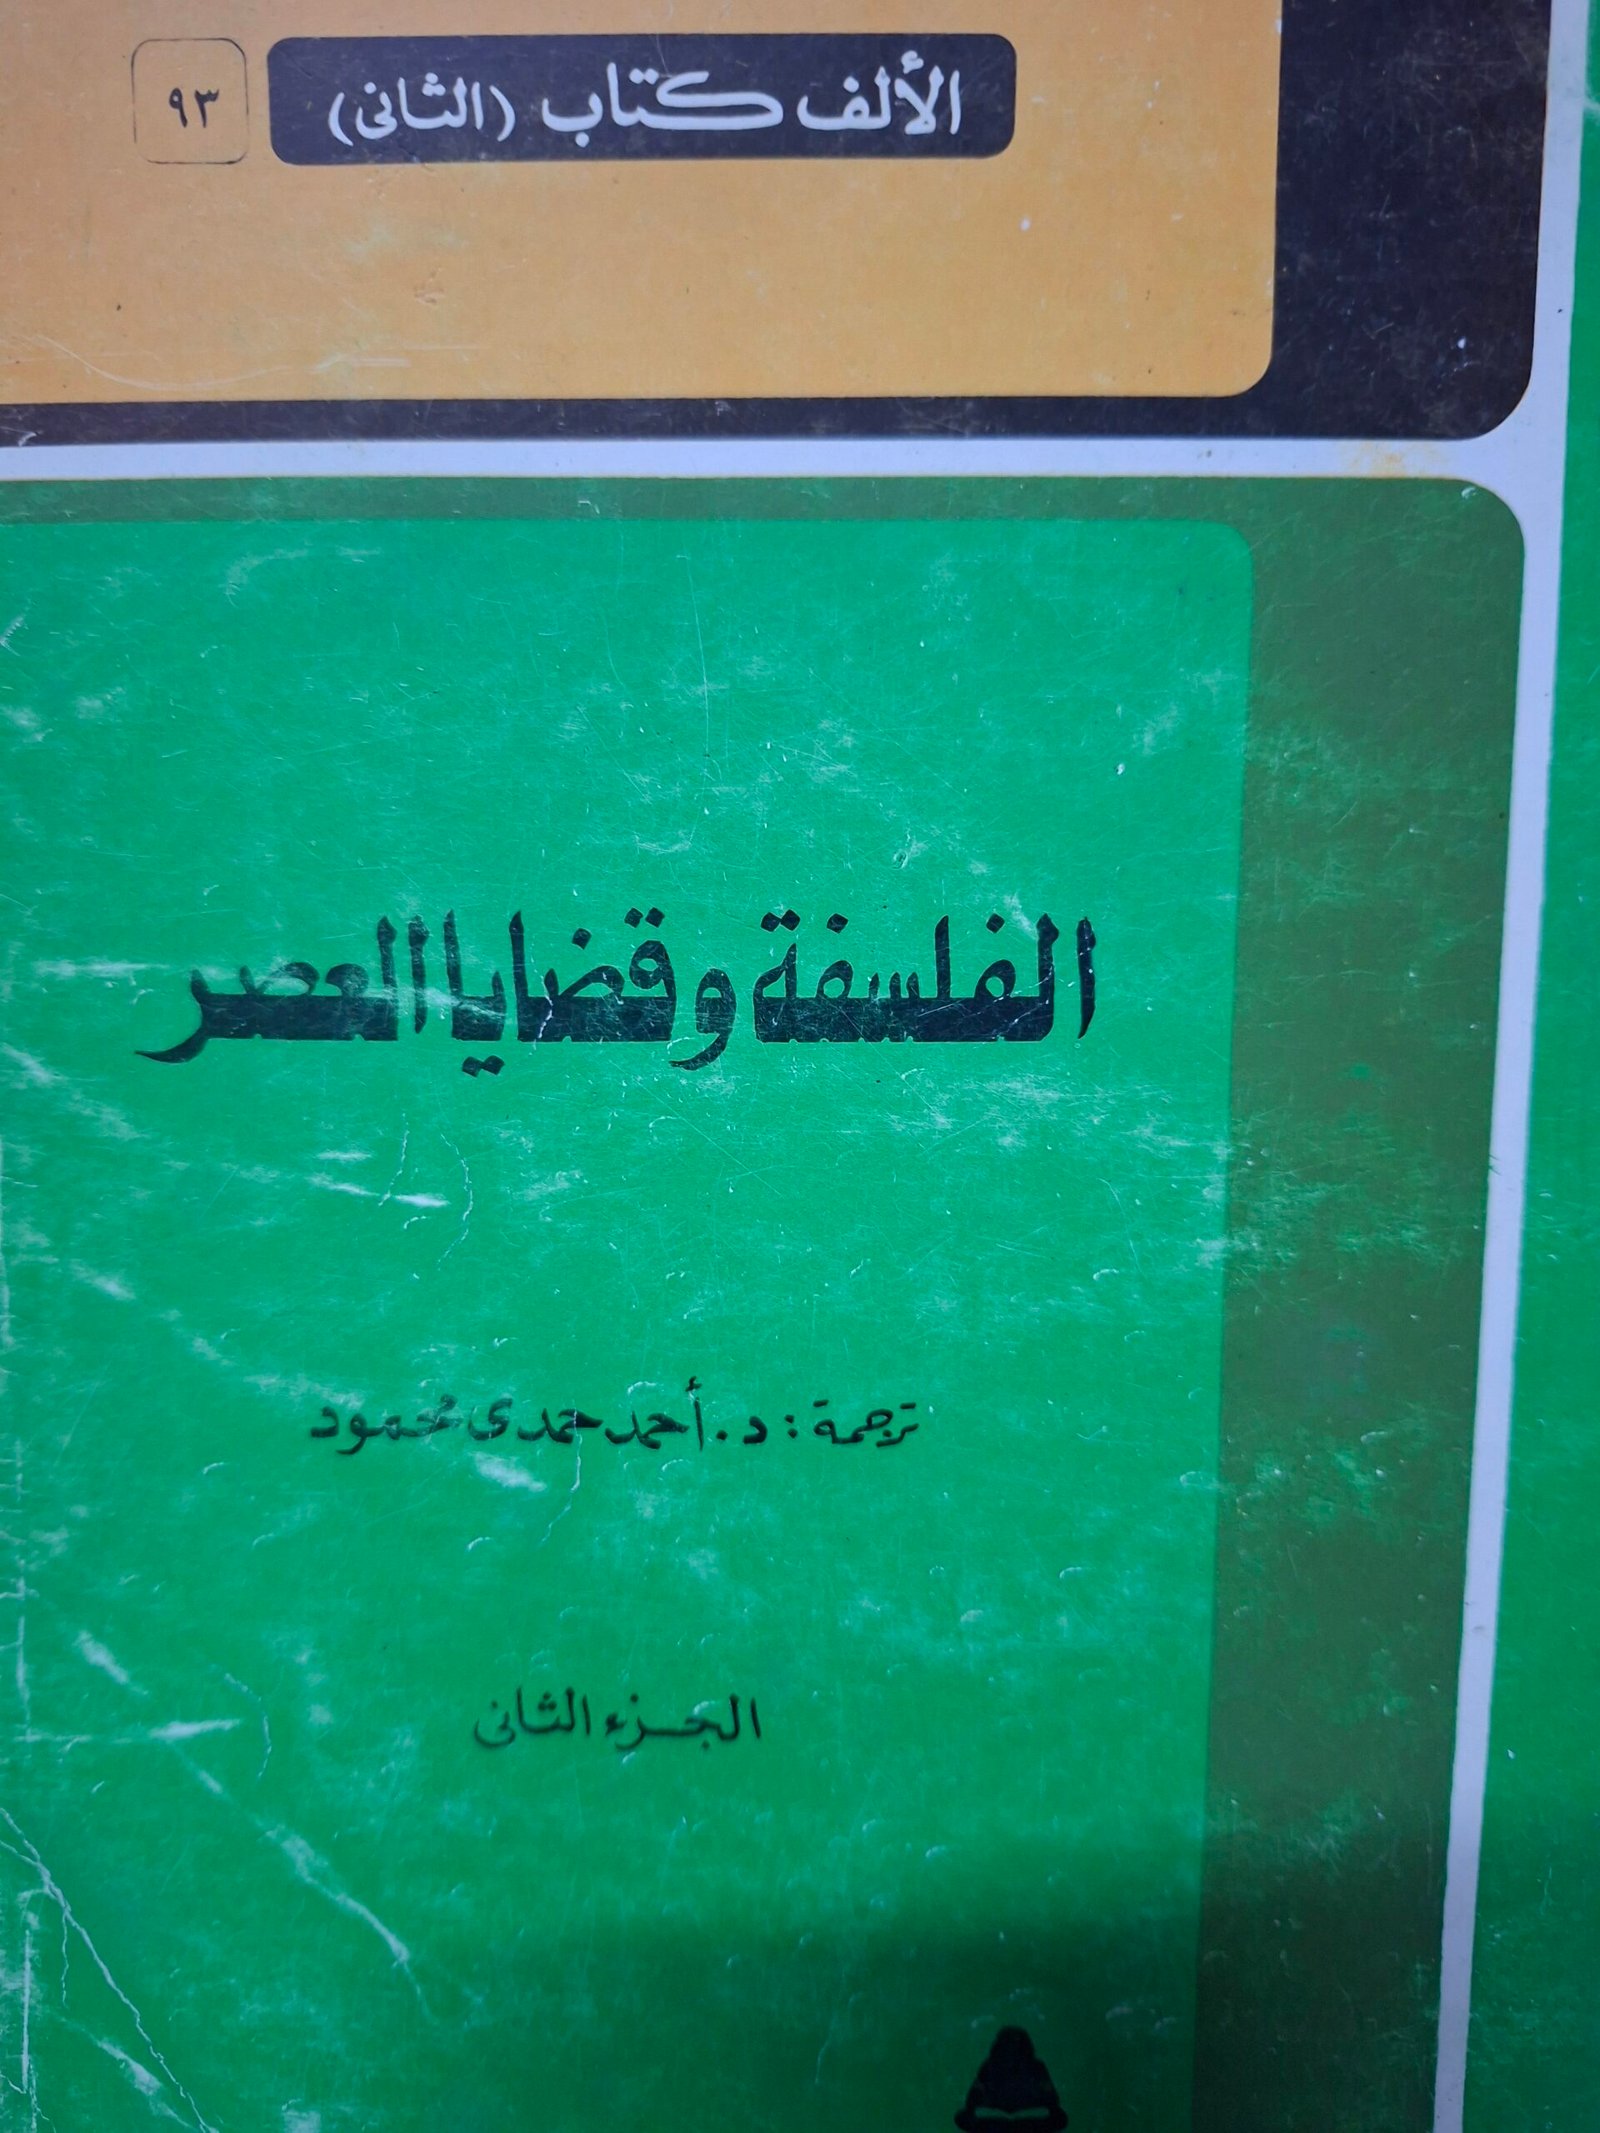 الألف كتاب (الثانى) ٩٣
الفلسفة وقضايا العصر
ترجمة : د . أحمد حمدى محمود
الجزء الثانى